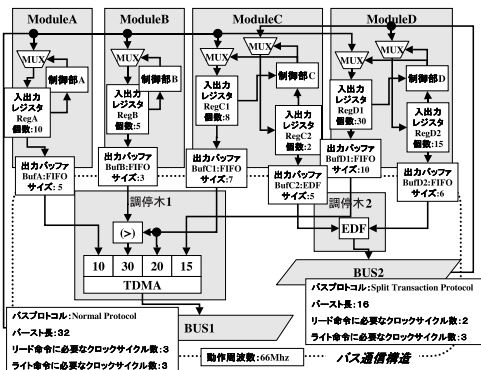 ModuleA
ModuleB
ModuleC
ModuleD
MUX
制御部A
入出力
レジスタ
RegA
個数:10
出力バッファ
BufA:FIFO
サイズ: 5
MUX
制御部B
入出力
レジスタ
RegB
個数:5
出力バッファ
BufB:FIFO
サイズ:3
MUX
MUX
制御部C
入出力
レジスタ
RegC1
個数:8
入出力
レジスタ
RegC2
個数:2
出力バッファ
BufC1:FIFO
サイズ:7
出力バッファ
BufC2:EDF
サイズ:5
MUX
MUX
制御部D
入出力
レジスタ
RegD1
個数:30
入出力
レジスタ
RegD2
個数:15
出力バッファ
BufD1:FIFO
サイズ:10
出力バッファ
BufD2:FIFO
サイズ:6
調停木1
(>)
10 30 20 15
TDMA
調停木2
EDF
BUS1
BUS2
バスプロトコル:Normal Protocol
バースト長:32
リード命令に必要なクロックサイクル数:3
ライト命令に必要なクロックサイクル数:3
バスプロトコル:Split Transaction Protocol
バースト長:16
リード命令に必要なクロックサイクル数:2
ライト命令に必要なクロックサイクル数:3
動作周波数:66Mhz
バス通信構造